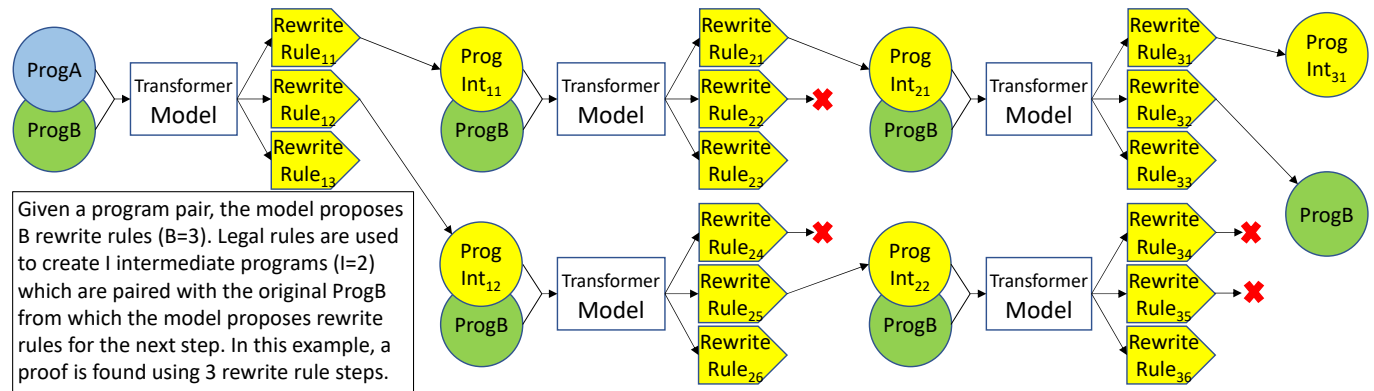 ProgA
ProgB
Transformer
Model
Rewrite
Rule11
Rewrite
Rule12
Rewrite
Rule13
Prog
Int11
ProgB
Transformer
Model
Rewrite
Rule21
Rewrite
Rule22
Rewrite
Rule23
Prog
Int21
ProgB
Transformer
Model
Rewrite
Rule31
Rewrite
Rule32
Rewrite
Rule33
Prog
Int31
ProgB
Given a program pair, the model proposes
B rewrite rules (B=3). Legal rules are used
to create I intermediate programs (I=2)
which are paired with the original ProgB
from which the model proposes rewrite
rules for the next step. In this example, a
proof is found using 3 rewrite rule steps.
Prog
Int12
ProgB
Transformer
Model
Rewrite
Rule24
Rewrite
Rule25
Rewrite
Rule26
Prog
Int22
ProgB
Transformer
Model
Rewrite
Rule34
Rewrite
Rule35
Rewrite
Rule36